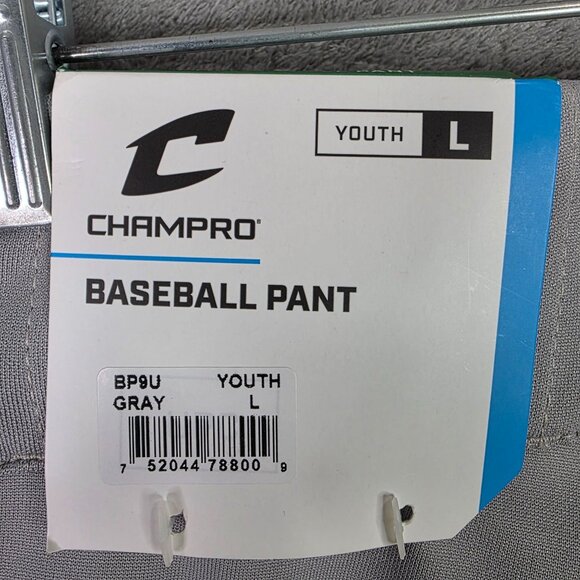 YOUTH L
CHAMPRO®
BASEBALL PANT
BP9U YOUTH
GRAY L
7 52044 78800 9